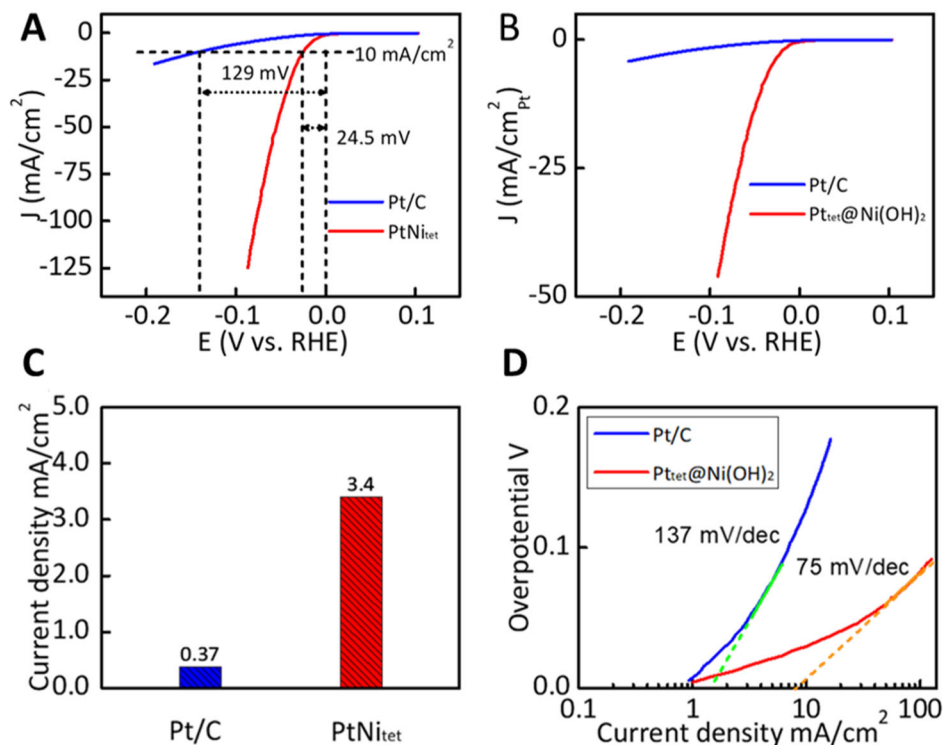 A
0
-25
-50
-75
-100
-125
J (mA/cm²)
10 mA/cm²
129 mV
24.5 mV
Pt/C
PtNitet
-0.2 -0.1 0.0 0.1
E (V vs. RHE)
B
0
-25
-50
J (mA/cm²Pt)
Pt/C
Pttet@Ni(OH)₂
-0.2 -0.1 0.0 0.1
E (V vs. RHE)
C
5.0
4.0
3.0
2.0
1.0
0.0
Current density mA/cm²
0.37
3.4
Pt/C PtNitet
D
0.2
0.1
0.0
Overpotential V
Pt/C
Pttet@Ni(OH)₂
137 mV/dec
75 mV/dec
0.1 1 10 100
Current density mA/cm²